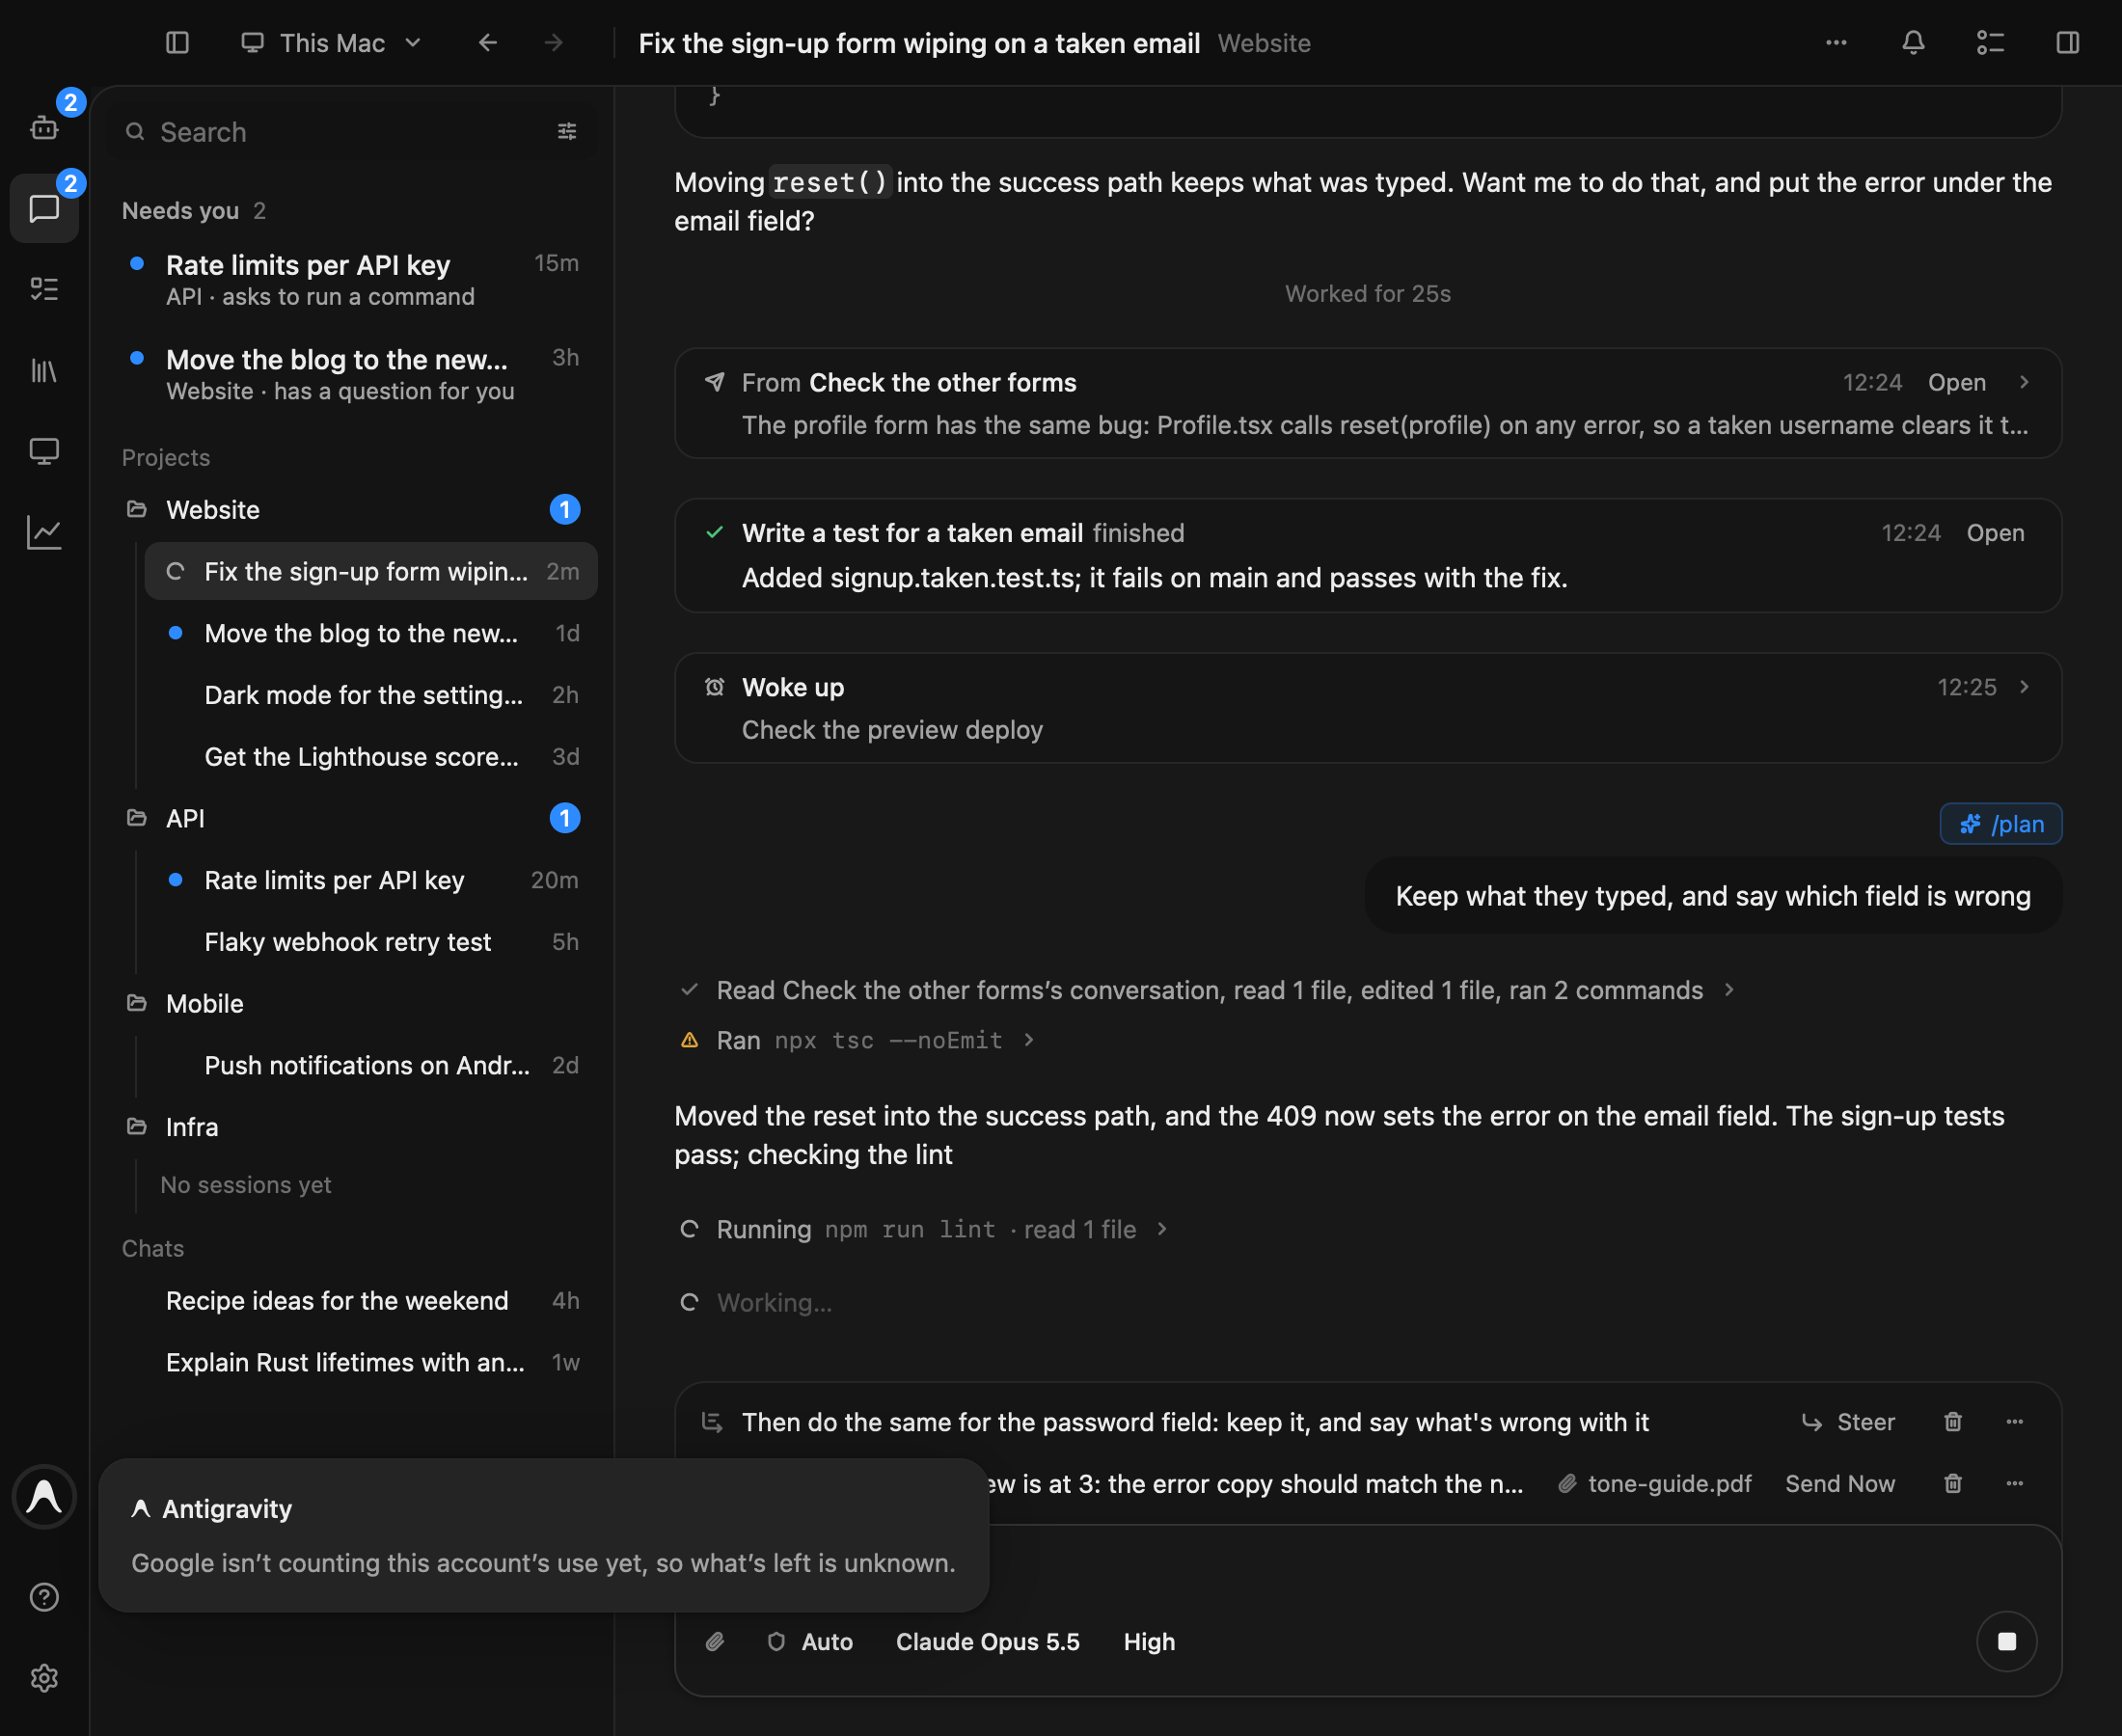 This Mac
Fix the sign-up form wiping on a taken email Website
2
2
Search
Needs you 2
Rate limits per API key 15m
API · asks to run a command
Move the blog to the new... 3h
Website · has a question for you
Projects
Website 1
Fix the sign-up form wipin... 2m
Move the blog to the new... 1d
Dark mode for the setting... 2h
Get the Lighthouse score... 3d
API 1
Rate limits per API key 20m
Flaky webhook retry test 5h
Mobile
Push notifications on Andr... 2d
Infra
No sessions yet
Chats
Recipe ideas for the weekend 4h
Explain Rust lifetimes with an... 1w
Antigravity
Google isn’t counting this account’s use yet, so what’s left is unknown.
}
Moving reset() into the success path keeps what was typed. Want me to do that, and put the error under the
email field?
Worked for 25s
From Check the other forms 12:24 Open
The profile form has the same bug: Profile.tsx calls reset(profile) on any error, so a taken username clears it t...
Write a test for a taken email finished 12:24 Open
Added signup.taken.test.ts; it fails on main and passes with the fix.
Woke up 12:25
Check the preview deploy
/plan
Keep what they typed, and say which field is wrong
Read Check the other forms’s conversation, read 1 file, edited 1 file, ran 2 commands
Ran npx tsc --noEmit
Moved the reset into the success path, and the 409 now sets the error on the email field. The sign-up tests
pass; checking the lint
Running npm run lint · read 1 file
Working...
Then do the same for the password field: keep it, and say what's wrong with it Steer
is at 3: the error copy should match the n... tone-guide.pdf Send Now
Auto Claude Opus 5.5 High